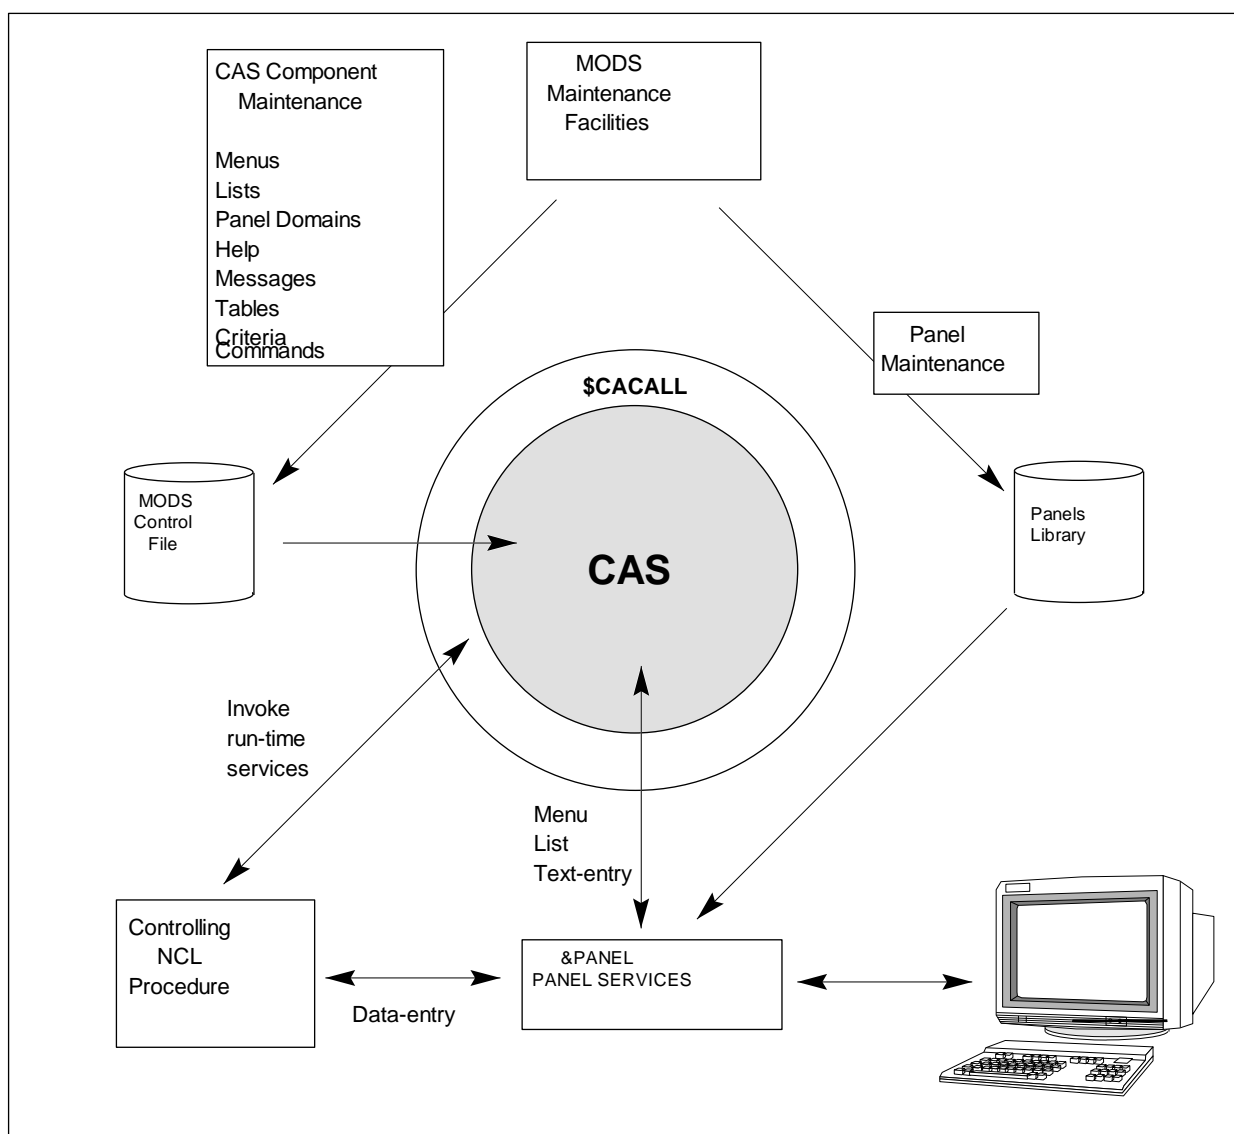 CAS Component
Maintenance
Menus
Lists
Panel Domains
Help
Messages
Tables
Criteria
Commands
MODS
Maintenance
Facilities
Panel
Maintenance
$CACALL
CAS
MODS
Control
File
Panels
Library
Invoke
run-time
services
Menu
List
Text-entry
Controlling
NCL
Procedure
Data-entry
&PANEL
PANEL SERVICES